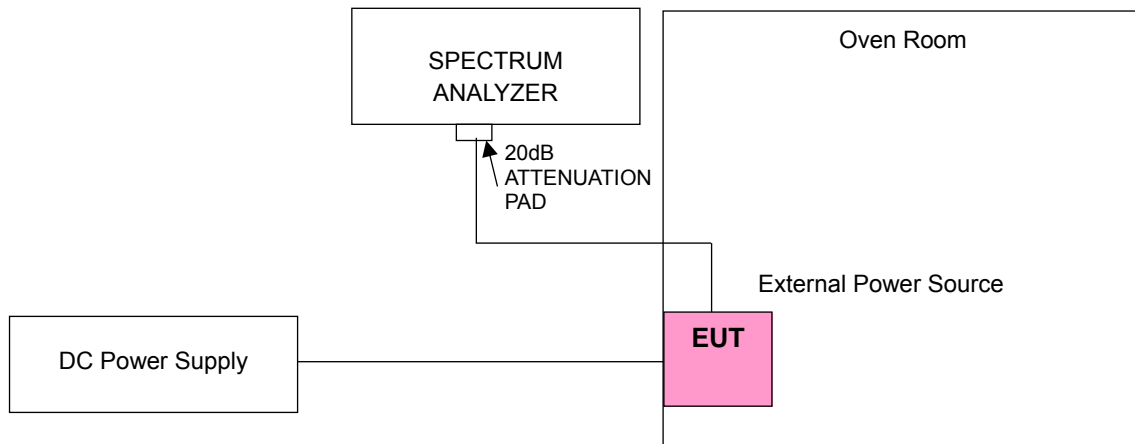 Oven Room
SPECTRUM
ANALYZER
20dB
ATTENUATION
PAD
External Power Source
EUT
DC Power Supply